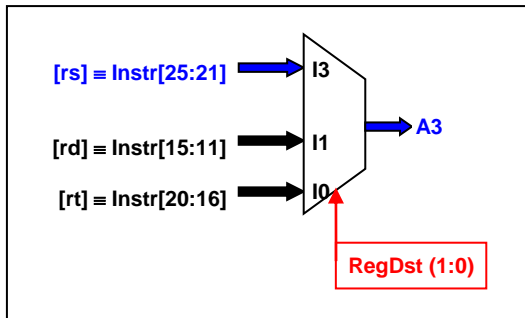 [rs] ≡ Instr[25:21]
I3
A3
[rd] ≡ Instr[15:11]
I1
[rt] ≡ Instr[20:16]
I0
RegDst (1:0)